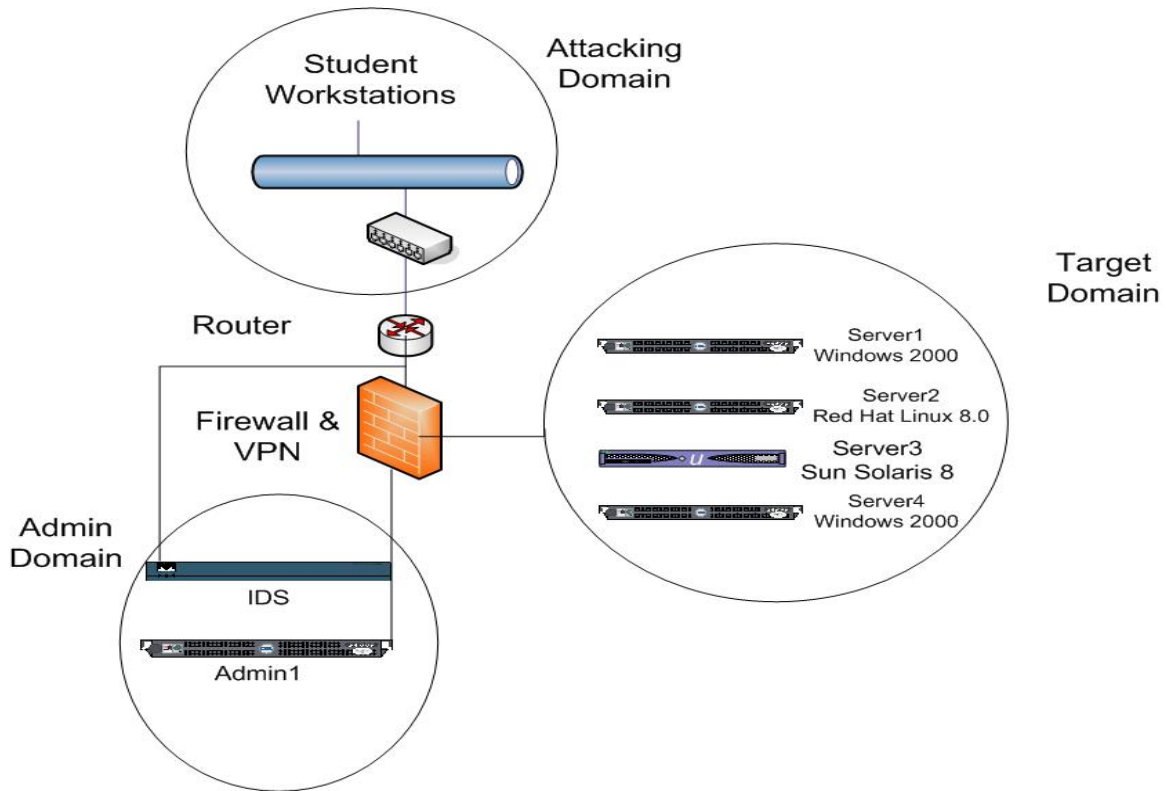 Attacking
Domain
Student
Workstations
Target
Domain
Router
Server1
Windows 2000
Server2
Red Hat Linux 8.0
Firewall &
VPN
Server3
Sun Solaris 8
Server4
Windows 2000
Admin
Domain
IDS
Admin1